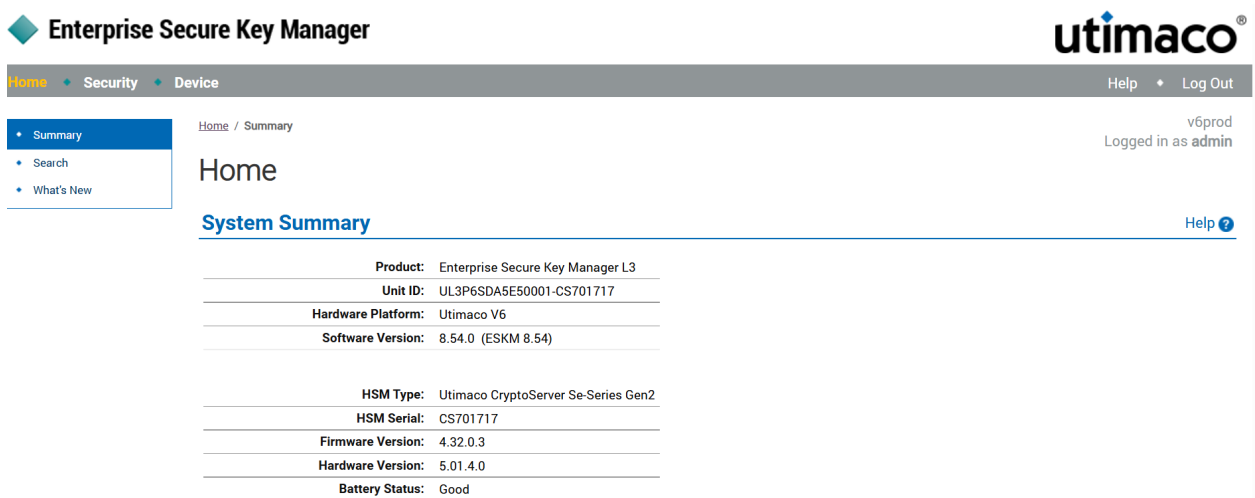 Enterprise Secure Key Manager
utimaco®
Home • Security • Device
Help • Log Out
Summary
Search
What's New
Home / Summary
v6prod
Logged in as admin
Home
System Summary
Help ?
Product: Enterprise Secure Key Manager L3
Unit ID: UL3P6SDA5E50001-CS701717
Hardware Platform: Utimaco V6
Software Version: 8.54.0 (ESKM 8.54)
HSM Type: Utimaco CryptoServer Se-Series Gen2
HSM Serial: CS701717
Firmware Version: 4.32.0.3
Hardware Version: 5.01.4.0
Battery Status: Good